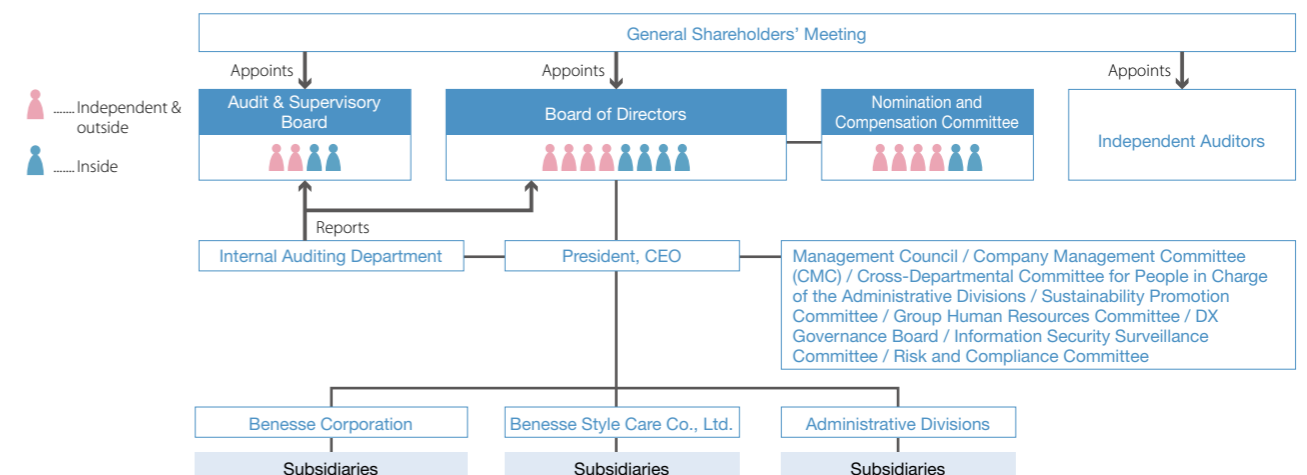 General Shareholders' Meeting
Appoints
Appoints
Appoints
....... Independent &
outside
....... Inside
Audit & Supervisory
Board
Board of Directors
Nomination and
Compensation Committee
Independent Auditors
Reports
Internal Auditing Department
President, CEO
Management Council / Company Management Committee
(CMC) / Cross-Departmental Committee for People in Charge
of the Administrative Divisions / Sustainability Promotion
Committee / Group Human Resources Committee / DX
Governance Board / Information Security Surveillance
Committee / Risk and Compliance Committee
Benesse Corporation
Benesse Style Care Co., Ltd.
Administrative Divisions
Subsidiaries
Subsidiaries
Subsidiaries